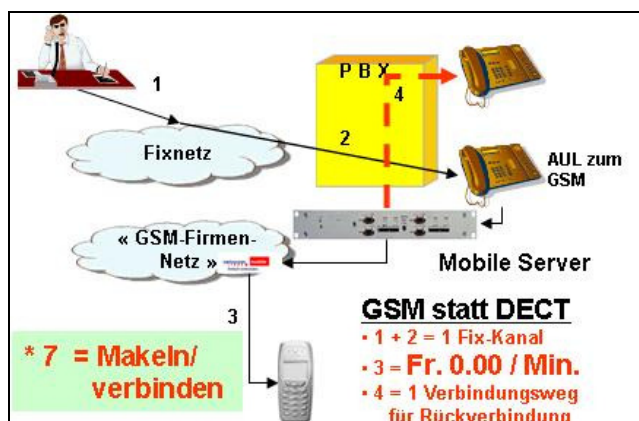 P B X
1
4
2
Fixnetz
AUL zum
GSM
« GSM-Firmen-
Netz »
Mobile Server
3
* 7 = Makeln/
verbinden
GSM statt DECT
• 1 + 2 = 1 Fix-Kanal
• 3 = Fr. 0.00 / Min.
• 4 = 1 Verbindungsweg
für Rückverbindung